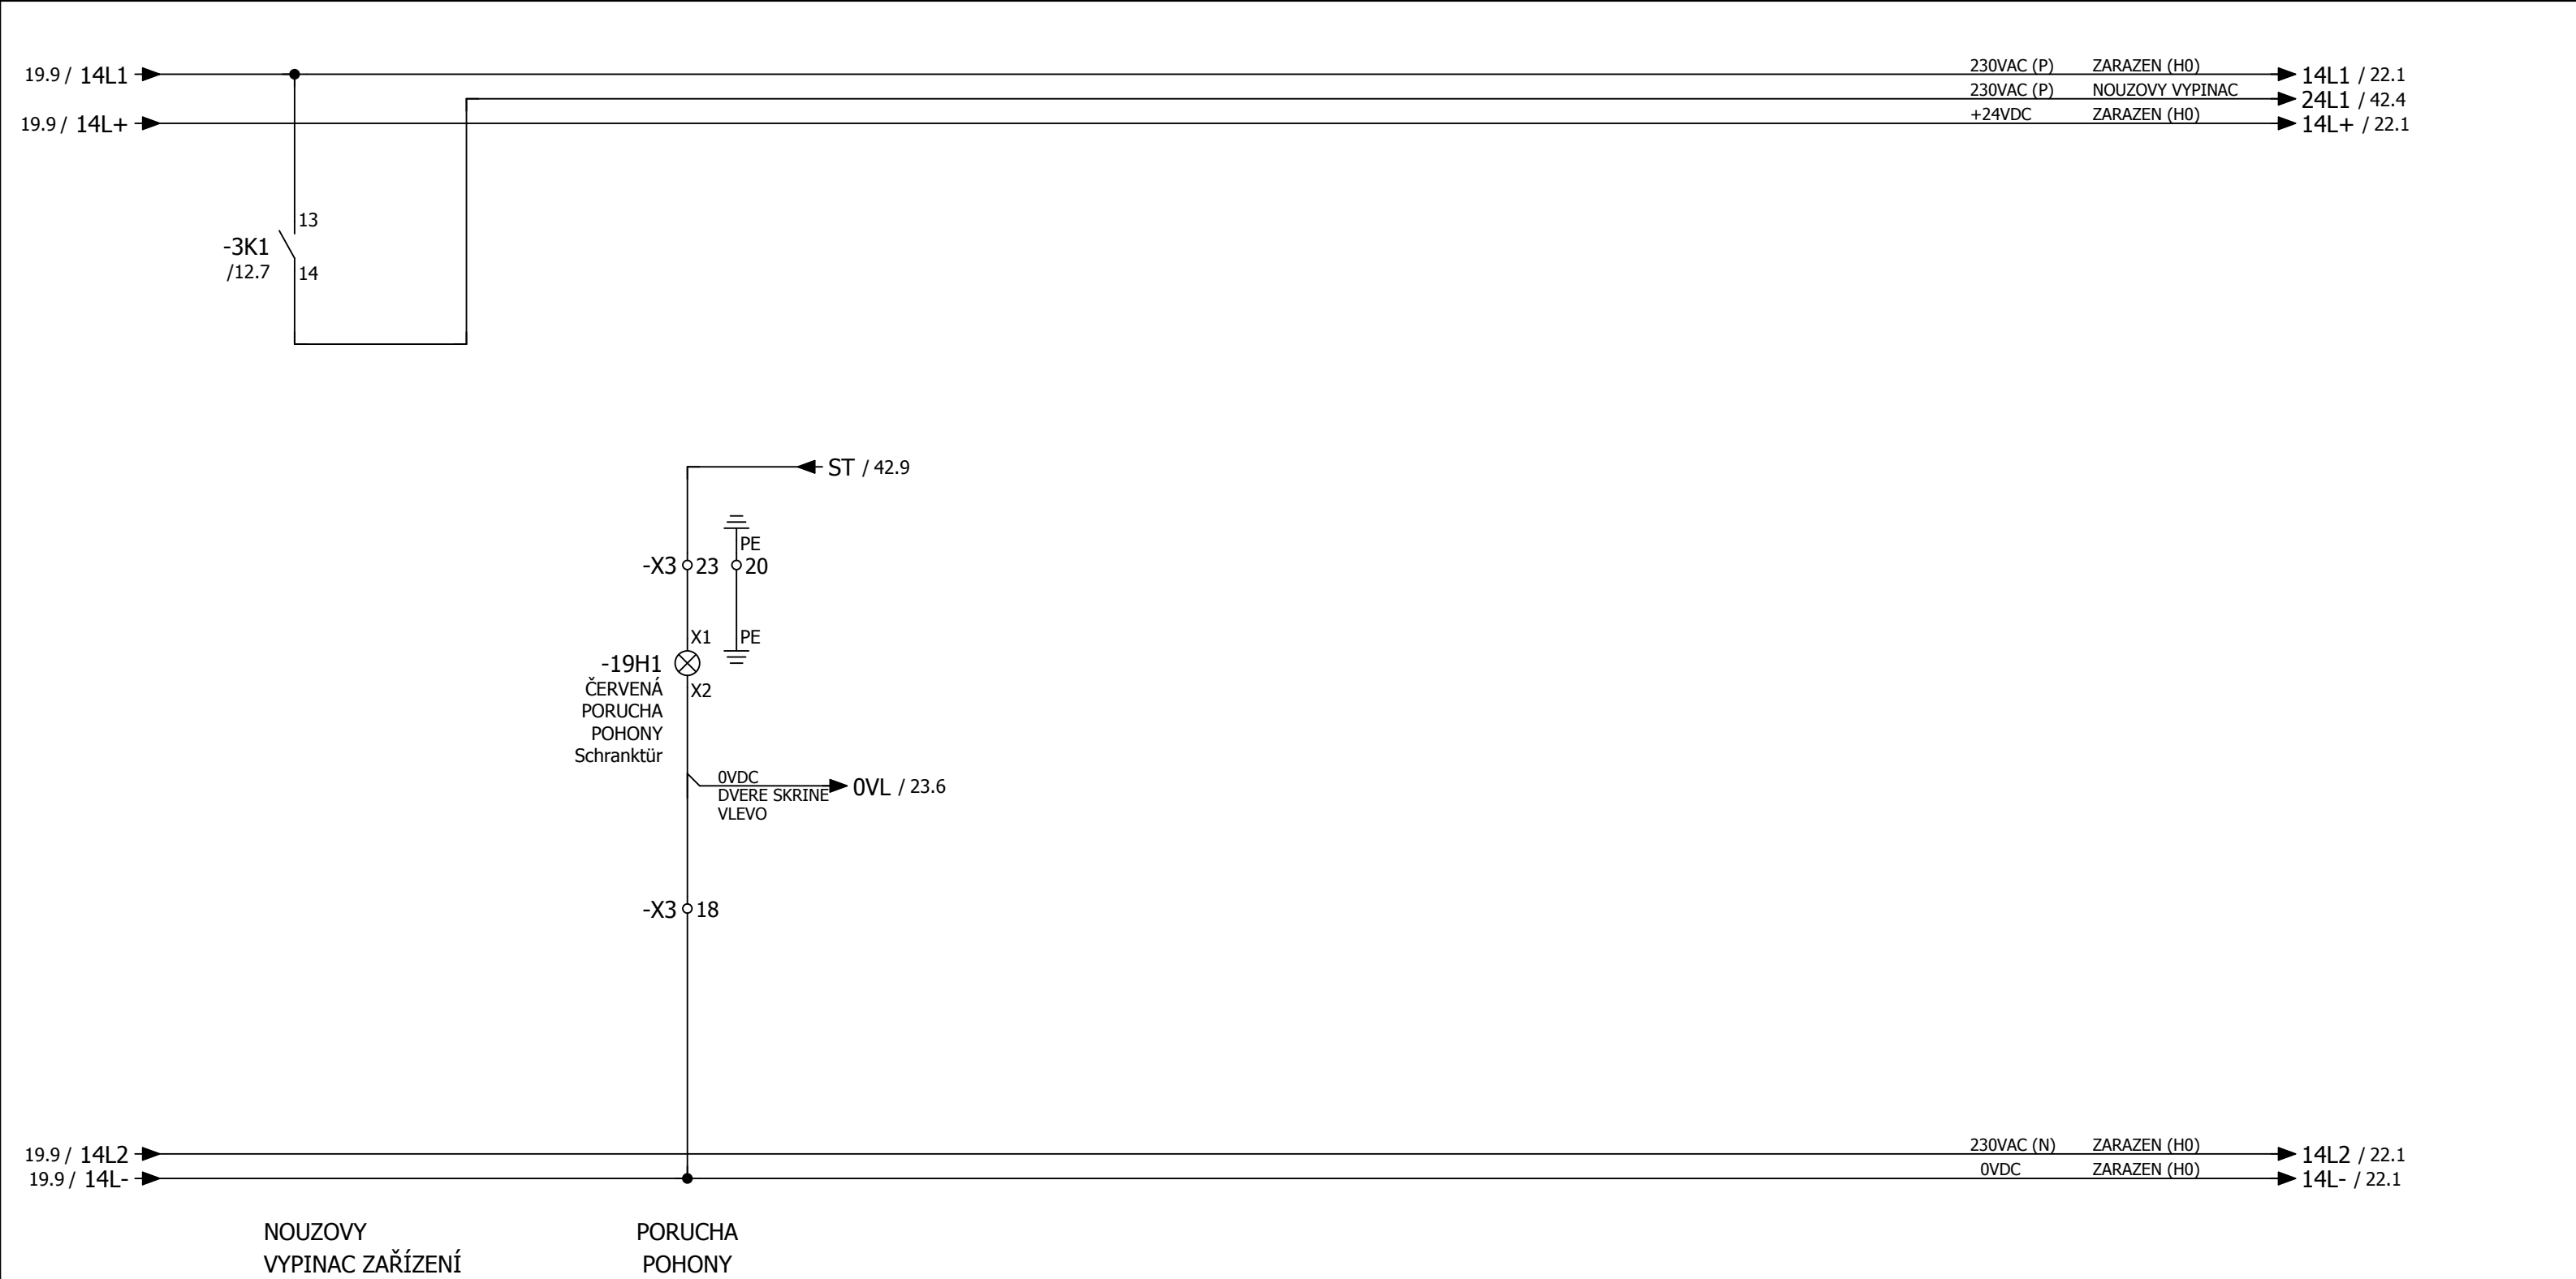 19.9 / 14L1
230VAC (P) ZARAZEN (H0)
14L1 / 22.1
230VAC (P) NOUZOVY VYPINAC
24L1 / 42.4
19.9 / 14L+
+24VDC ZARAZEN (H0)
14L+ / 22.1
13
-3K1
/12.7
14
ST / 42.9
PE
-X3 23 20
X1 PE
-19H1
ČERVENÁ
X2
PORUCHA
POHONY
Schranktür
0VDC
0VL / 23.6
DVERE SKRINE
VLEVO
-X3 18
19.9 / 14L2
230VAC (N) ZARAZEN (H0)
14L2 / 22.1
19.9 / 14L-
0VDC ZARAZEN (H0)
14L- / 22.1
NOUZOVY
VYPINAC ZAŘÍZENÍ
PORUCHA
POHONY